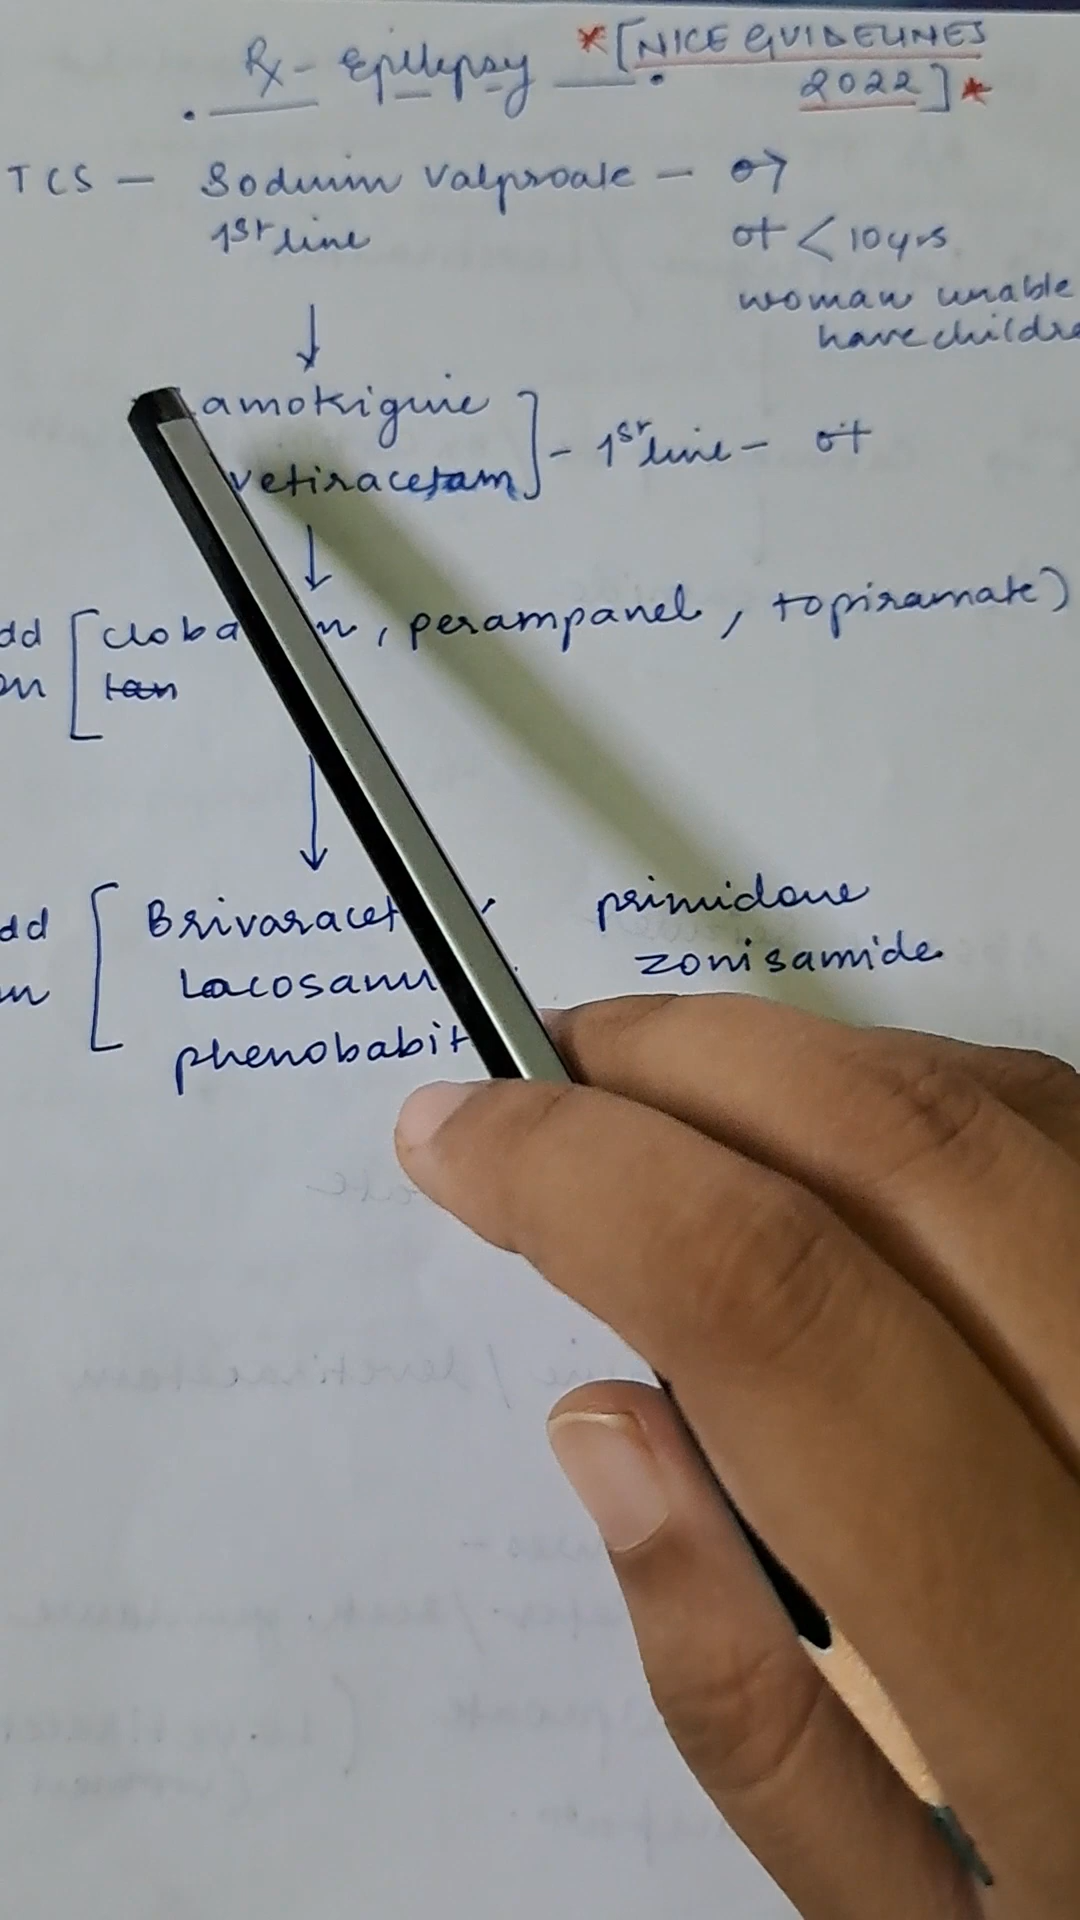 Rx - Epilepsy * [NICE GUIDELINES
2022] *
TCS - Sodium Valproate - ♂
1st line ♀ < 10yrs
woman unable
have
amotrigine
vetiracetam ] - 1st line - ♀
dd [ cloba , perampanel, topiramate)
on
dd [ Brivaracet primidone
Lacosam zonisamide
phenobabit